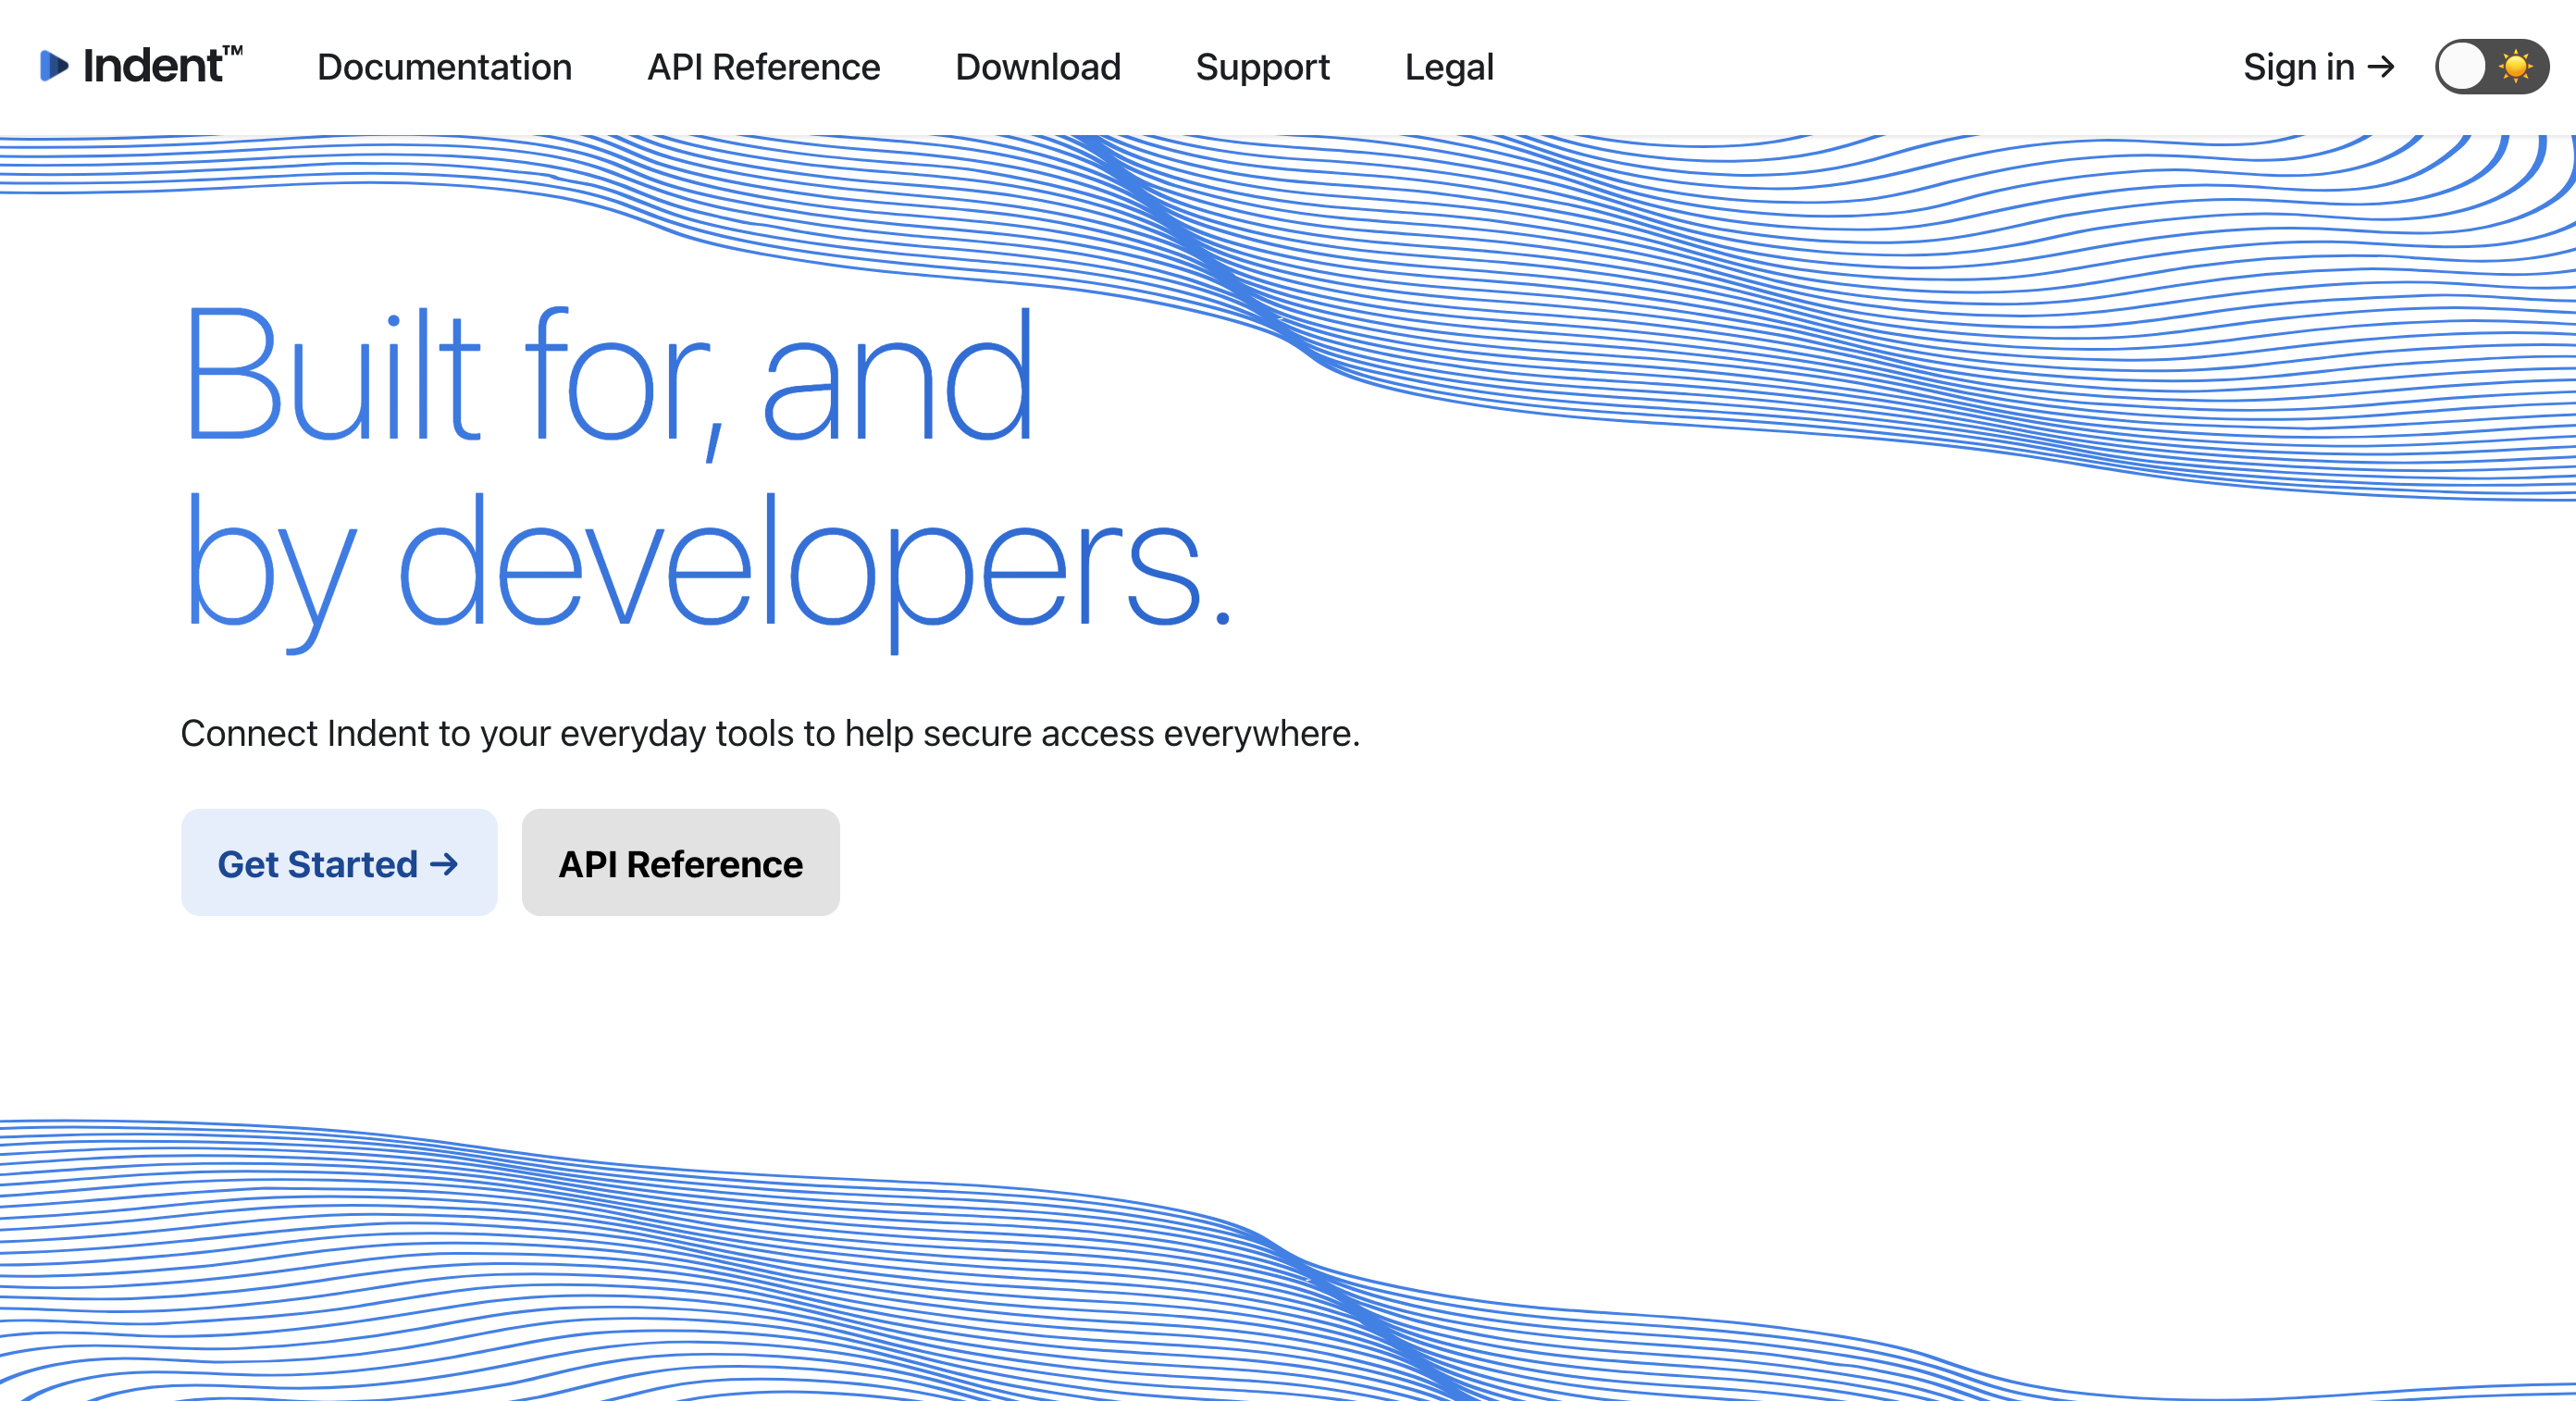 Indent™ Documentation API Reference Download Support Legal Sign in →
Built for, and
by developers.
Connect Indent to your everyday tools to help secure access everywhere.
Get Started → API Reference